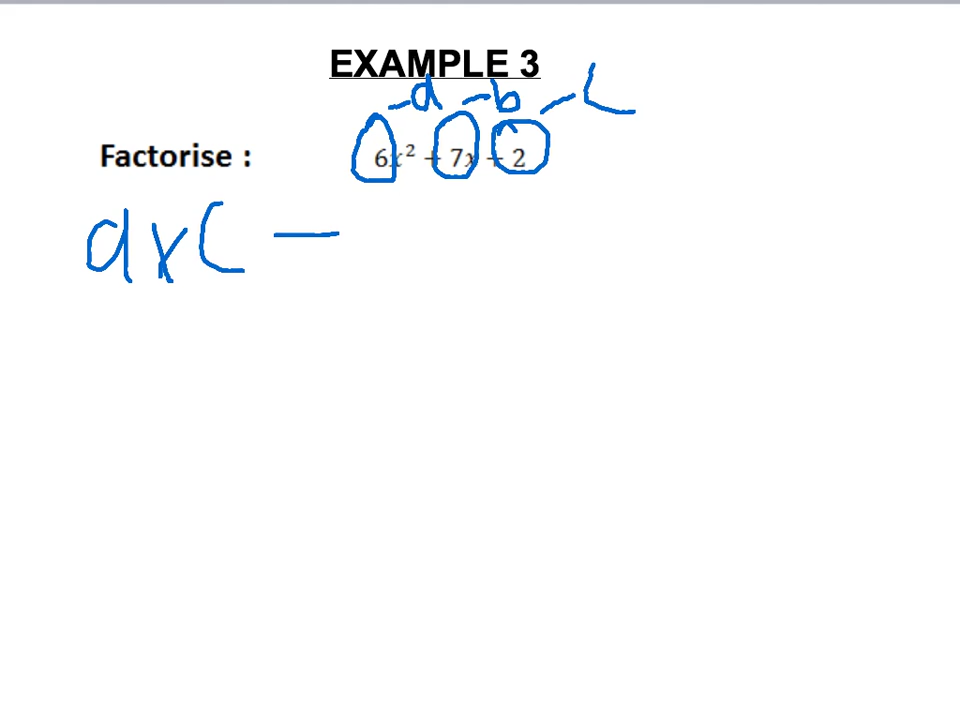 EXAMPLE 3
- a - b - c
Factorise : 6x² + 7x + 2
a x c =